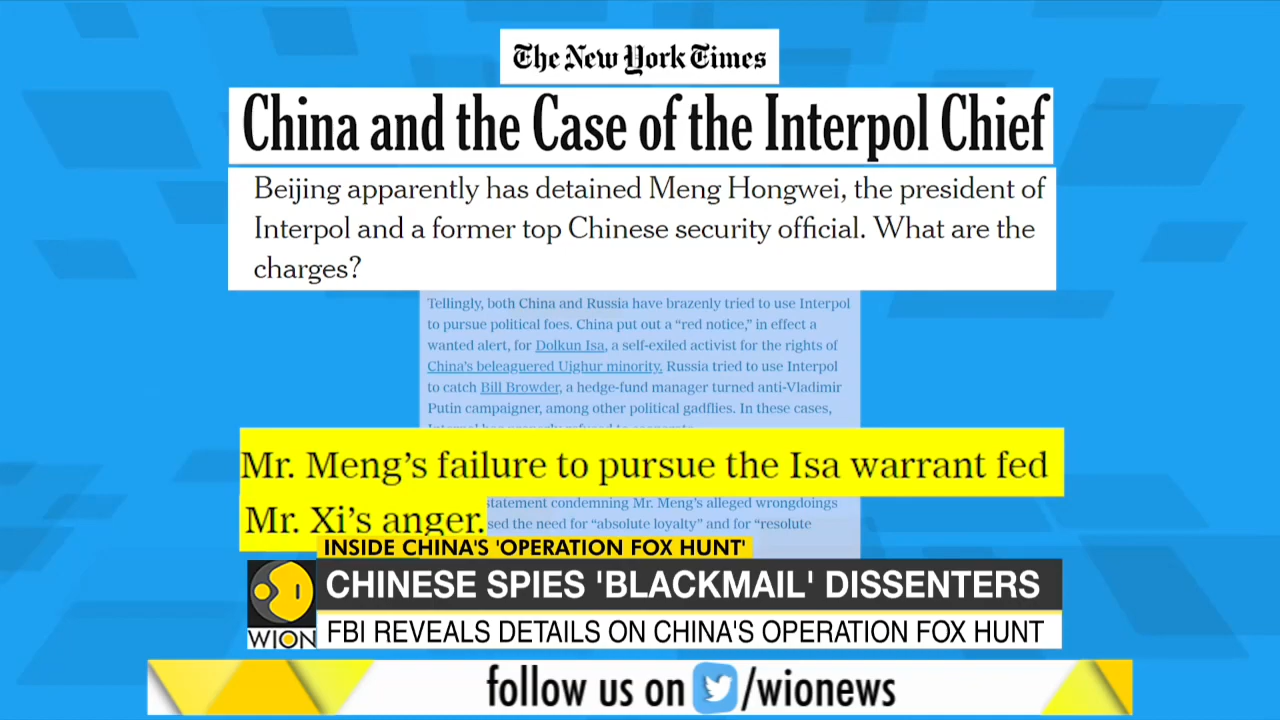 The New York Times
China and the Case of the Interpol Chief
Beijing apparently has detained Meng Hongwei, the president of
Interpol and a former top Chinese security official. What are the
charges?
Tellingly, both China and Russia have brazenly tried to use Interpol
to pursue political foes. China put out a “red notice,” in effect a
wanted alert, for Dolkun Isa, a self-exiled activist for the rights of
China’s beleaguered Uighur minority. Russia tried to use Interpol
to catch Bill Browder, a hedge-fund manager turned anti-Vladimir
Putin campaigner, among other political gadflies. In these cases,
Mr. Meng’s failure to pursue the Isa warrant fed
Mr. Xi’s anger.
statement condemning Mr. Meng’s alleged wrongdoings
sed the need for “absolute loyalty” and for “resolute
INSIDE CHINA'S 'OPERATION FOX HUNT'
CHINESE SPIES 'BLACKMAIL' DISSENTERS
FBI REVEALS DETAILS ON CHINA'S OPERATION FOX HUNT
WION
follow us on /wionews